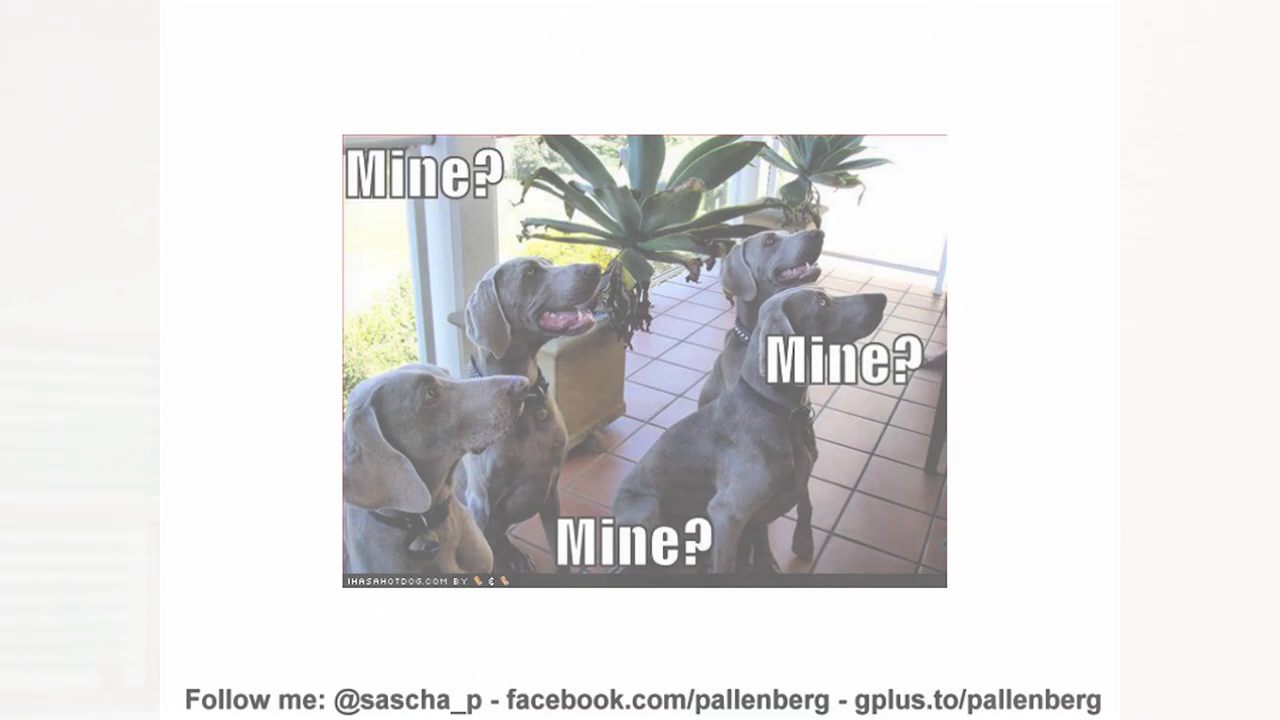 Mine?
Mine?
Mine?
IHASAHOTDOG.COM BY 🌭 & 🌭
Follow me: @sascha_p - facebook.com/pallenberg - gplus.to/pallenberg